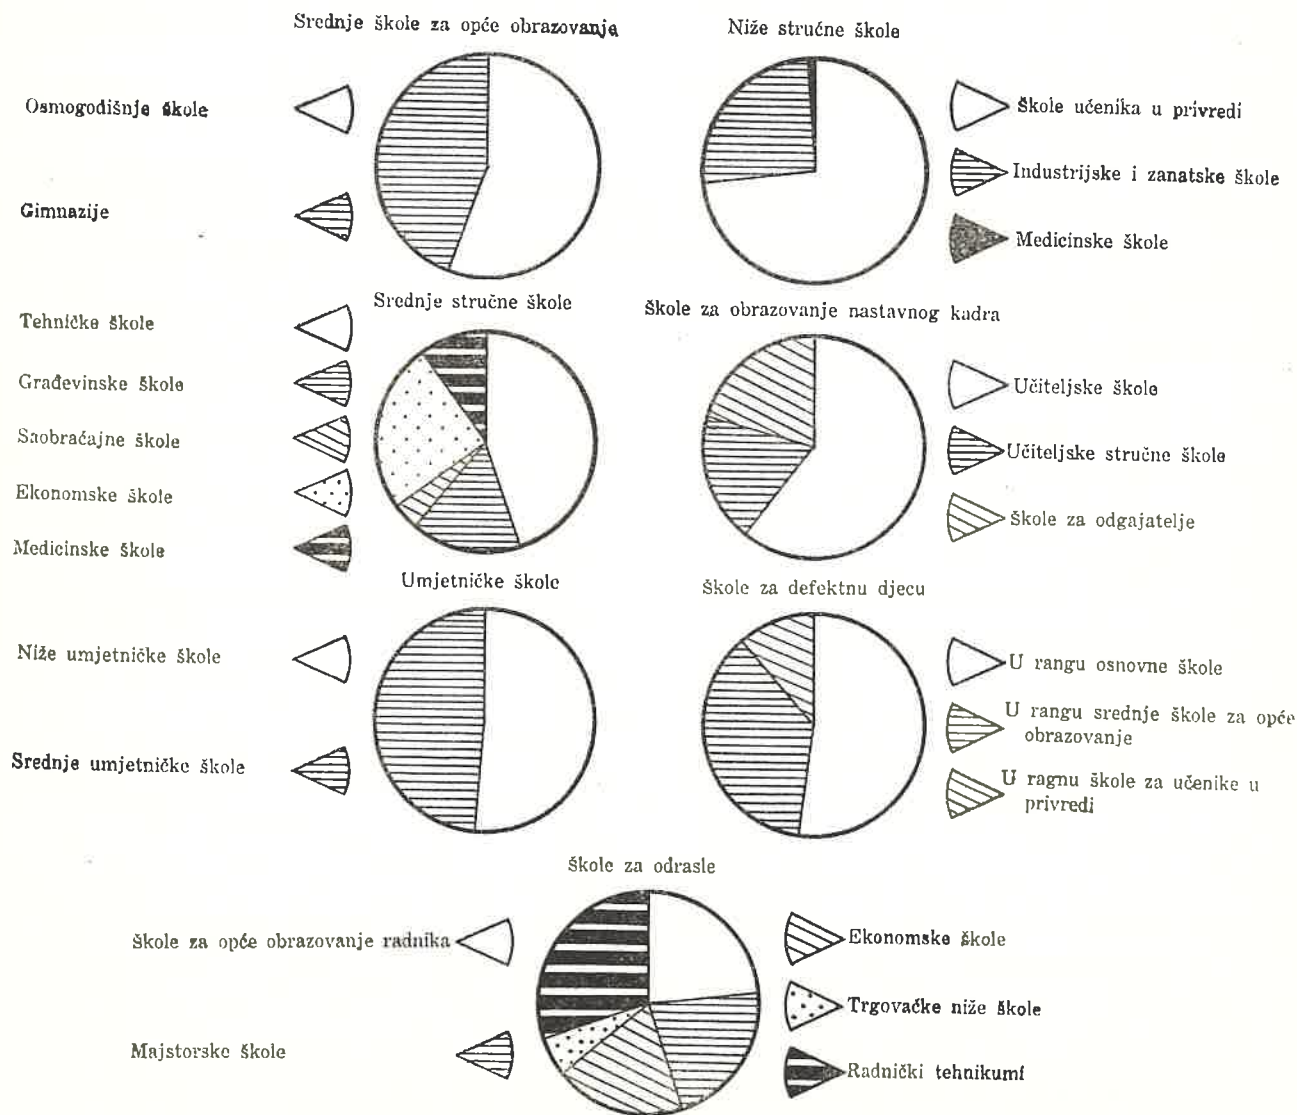 Srednje škole za opće obrazovanje
Osmogodišnje škole
Gimnazije
Niže stručne škole
Škole učenika u privredi
Industrijske i zanatske škole
Medicinske škole
Srednje stručne škole
Tehničke škole
Građevinske škole
Saobraćajne škole
Ekonomske škole
Medicinske škole
Škole za obrazovanje nastavnog kadra
Učiteljske škole
Učiteljske stručne škole
Škole za odgajatelje
Umjetničke škole
Niže umjetničke škole
Srednje umjetničke škole
Škole za defektnu djecu
U rangu osnovne škole
U rangu srednje škole za opće
obrazovanje
U ragnu škole za učenike u
privredi
Škole za odrasle
Škole za opće obrazovanje radnika
Majstorske škole
Ekonomske škole
Trgovačke niže škole
Radnički tehnikumi